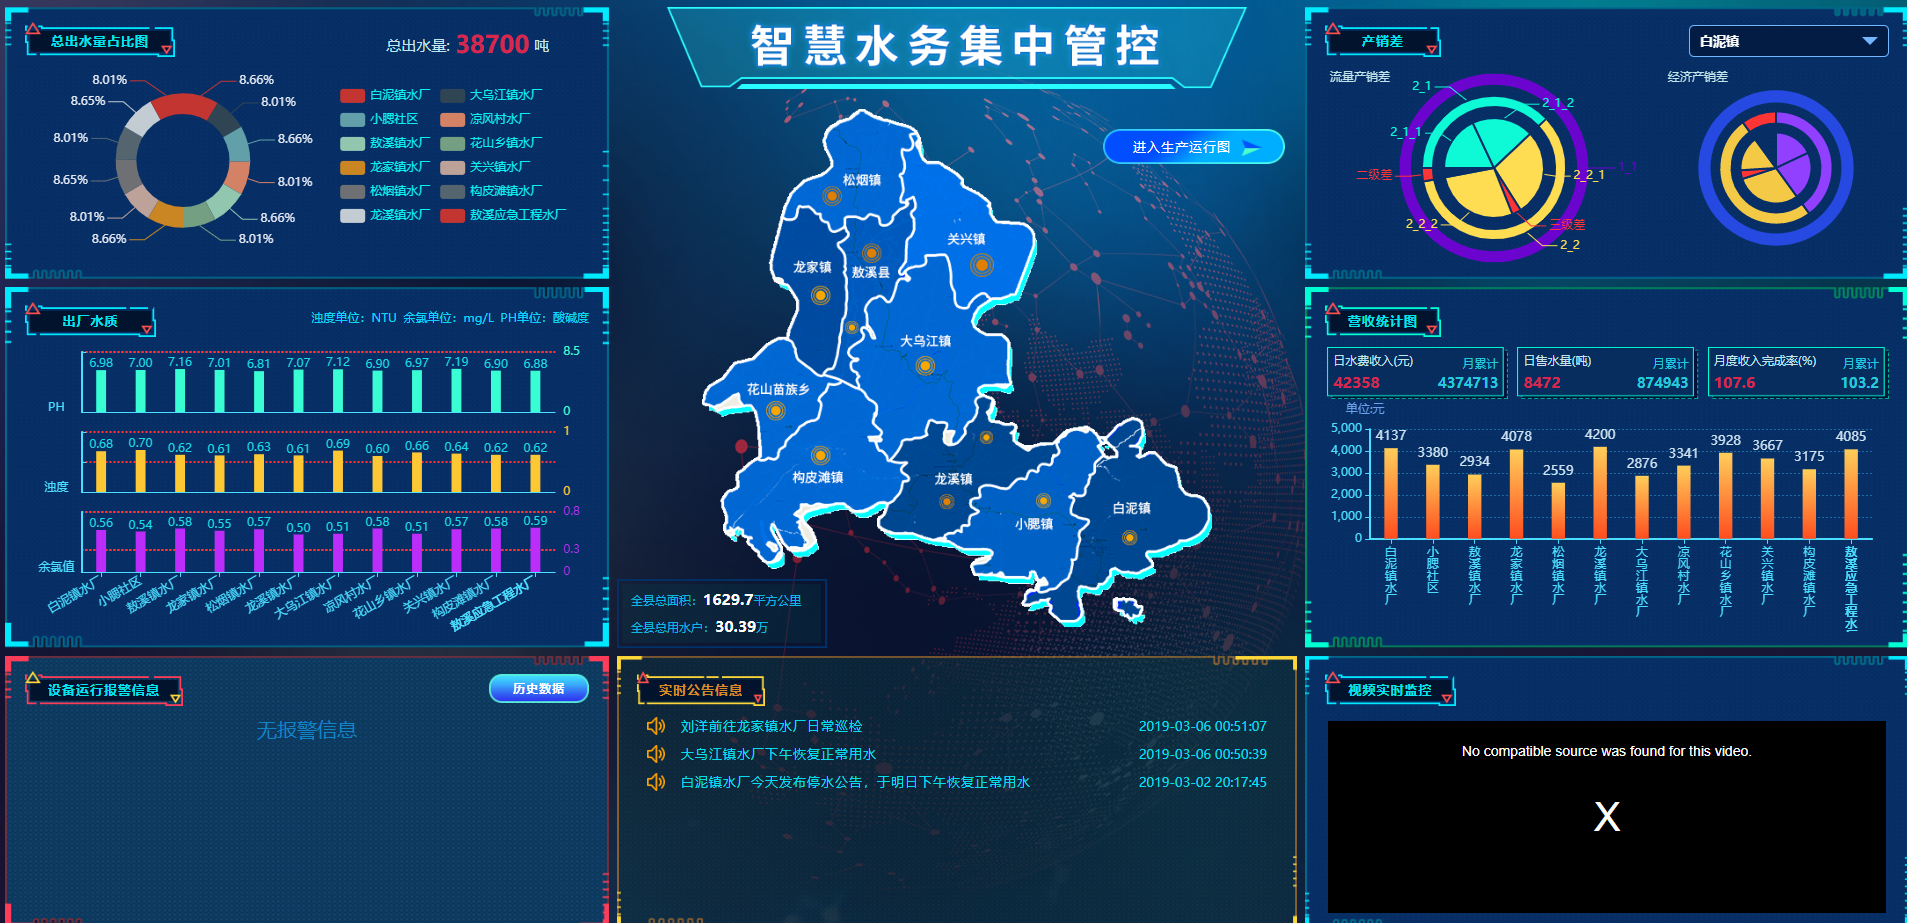 智慧水务集中管控
总出水量占比图
总出水量: 38700 吨
8.01%
8.66%
8.65%
8.01%
8.01%
8.66%
8.65%
8.01%
8.01%
8.66%
8.66%
8.01%
白泥镇水厂
大乌江镇水厂
小腮社区
凉风村水厂
敖溪镇水厂
花山乡镇水厂
龙家镇水厂
关兴镇水厂
松烟镇水厂
构皮滩镇水厂
龙溪镇水厂
敖溪应急工程水厂
出厂水质
浊度单位: NTU 余氯单位: mg/L PH单位: 酸碱度
PH
6.98 7.00 7.16 7.01 6.81 7.07 7.12 6.90 6.97 7.19 6.90 6.88
8.5
0
浊度
0.68 0.70 0.62 0.61 0.63 0.61 0.69 0.60 0.66 0.64 0.62 0.62
1
0
余氯值
0.56 0.54 0.58 0.55 0.57 0.50 0.51 0.58 0.51 0.57 0.58 0.59
0.8
0.3
0
白泥镇水厂
小腮社区
敖溪镇水厂
龙家镇水厂
松烟镇水厂
龙溪镇水厂
大乌江镇水厂
凉风村水厂
花山乡镇水厂
关兴镇水厂
构皮滩镇水厂
敖溪应急工程水厂
设备运行报警信息
历史数据
无报警信息
进入生产运行图
松烟镇
关兴镇
龙家镇
敖溪县
大乌江镇
花山苗族乡
构皮滩镇
龙溪镇
小腮镇
白泥镇
全县总面积: 1629.7平方公里
全县总用水户: 30.39万
实时公告信息
刘洋前往龙家镇水厂日常巡检 2019-03-06 00:51:07
大乌江镇水厂下午恢复正常用水 2019-03-06 00:50:39
白泥镇水厂今天发布停水公告，于明日下午恢复正常用水 2019-03-02 20:17:45
产销差
白泥镇
流量产销差
经济产销差
2_1
2_1_2
2_1_1
1_1
二级差
2_2_1
2_2_2
三级差
2_2
营收统计图
日水费收入(元) 月累计
42358 4374713
日售水量(吨) 月累计
8472 874943
月度收入完成率(%) 月累计
107.6 103.2
单位:元
5,000
4,000
3,000
2,000
1,000
0
4137 3380 2934 4078 2559 4200 2876 3341 3928 3667 3175 4085
白泥镇水厂
小腮社区
敖溪镇水厂
龙家镇水厂
松烟镇水厂
龙溪镇水厂
大乌江镇水厂
凉风村水厂
花山乡镇水厂
关兴镇水厂
构皮滩镇水厂
敖溪应急工程水厂
视频实时监控
No compatible source was found for this video.
X